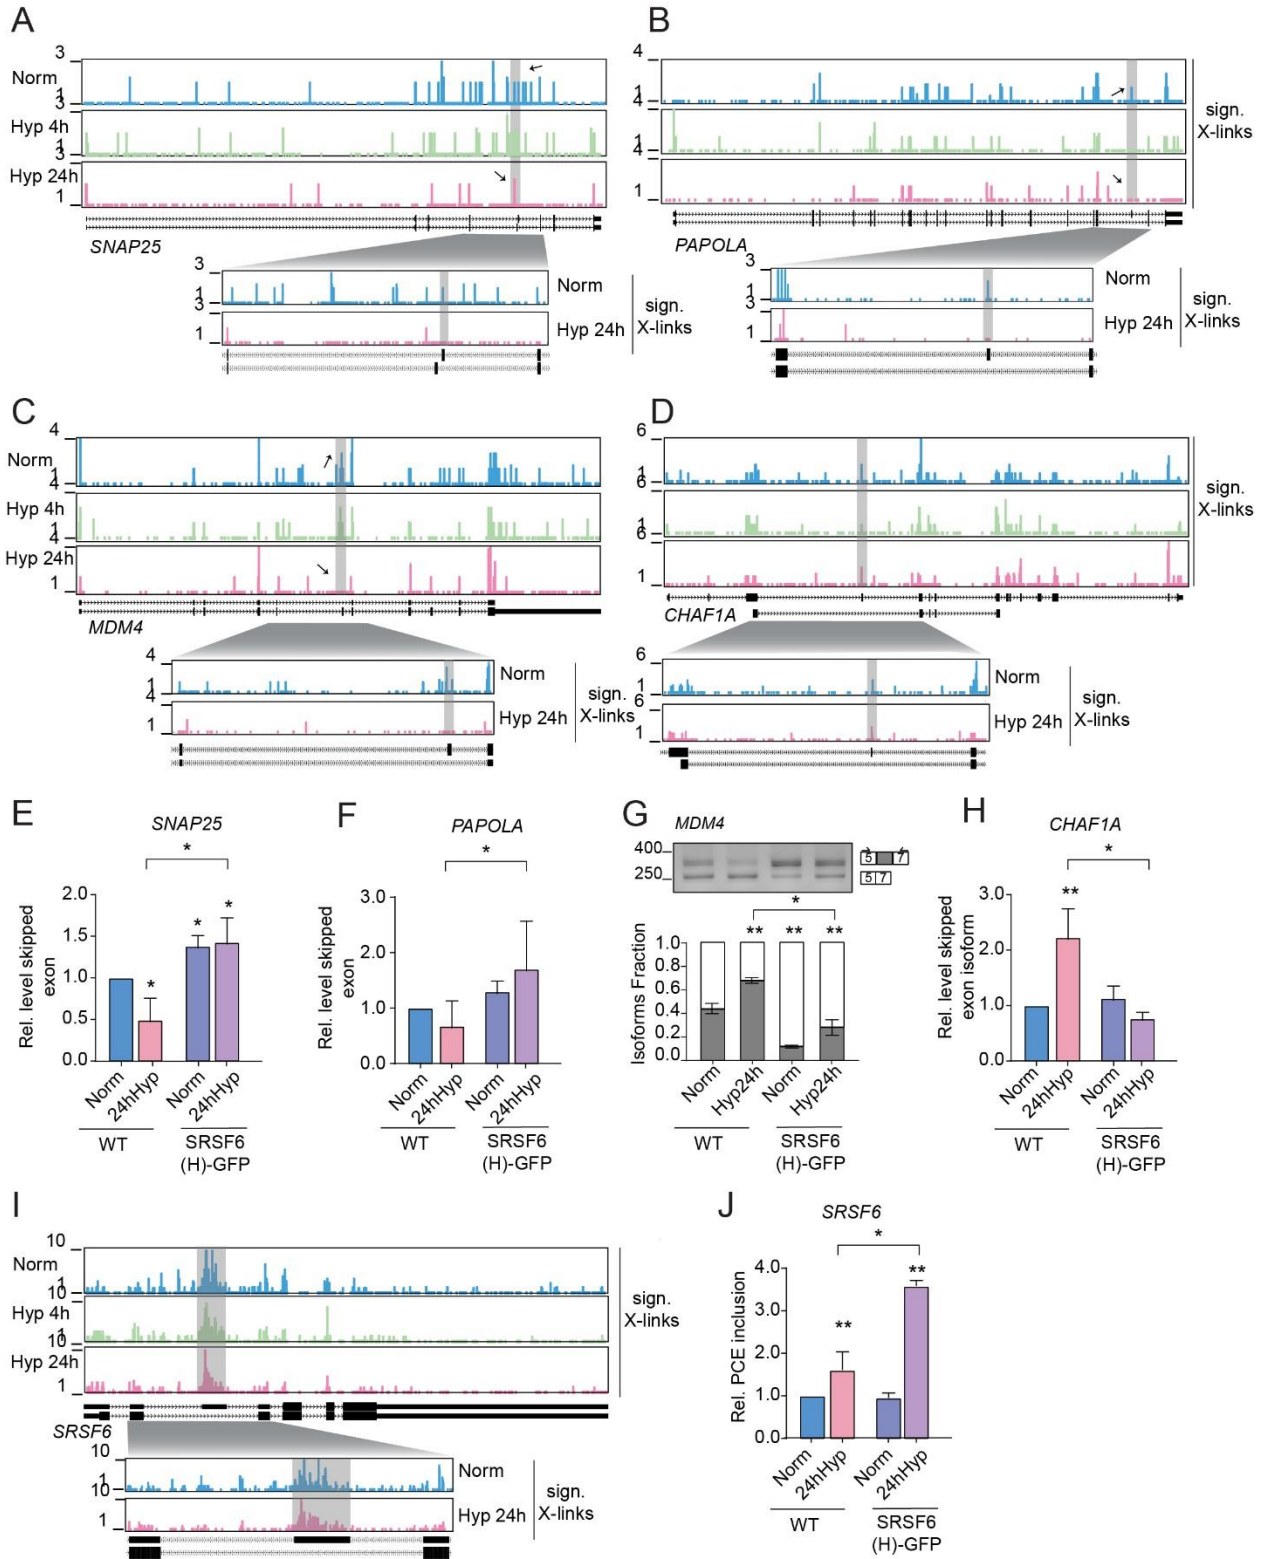 A
3
Norm
1
3
Hyp 4h
1
3
Hyp 24h
1
SNAP25
3
Norm
1
3
sign.
X-links
1
Hyp 24h
B
4
1
4
sign.
X-links
1
4
1
PAPOLA
3
Norm
1
3
sign.
X-links
1
Hyp 24h
C
4
Norm
1
4
Hyp 4h
1
4
Hyp 24h
1
MDM4
4
Norm
1
4
sign.
X-links
1
Hyp 24h
D
6
1
6
sign.
X-links
1
6
1
CHAF1A
6
Norm
1
6
sign.
X-links
1
Hyp 24h
E
SNAP25
*
Rel. level skipped
exon
2.0
1.5
1.0
0.5
0.0
* * *
Norm 24hHyp Norm 24hHyp
WT SRSF6
(H)-GFP
F
PAPOLA
*
Rel. level skipped
exon
3.0
2.0
1.0
0.0
Norm 24hHyp Norm 24hHyp
WT SRSF6
(H)-GFP
G
MDM4
400
250
5 7
5 7
*
** ** **
Isoforms Fraction
1.0
0.8
0.6
0.4
0.2
0.0
Norm Hyp24h Norm Hyp24h
WT SRSF6
(H)-GFP
H
CHAF1A
*
**
Rel. level skipped
exon isoform
3.0
2.0
1.0
0.0
Norm 24hHyp Norm 24hHyp
WT SRSF6
(H)-GFP
I
10
Norm
1
10
Hyp 4h
1
10
Hyp 24h
1
sign.
X-links
SRSF6
10
Norm
1
10
sign.
X-links
1
Hyp 24h
J
SRSF6
*
** **
Rel. PCE inclusion
4.0
3.0
2.0
1.0
0.0
Norm 24hHyp Norm 24hHyp
WT SRSF6
(H)-GFP